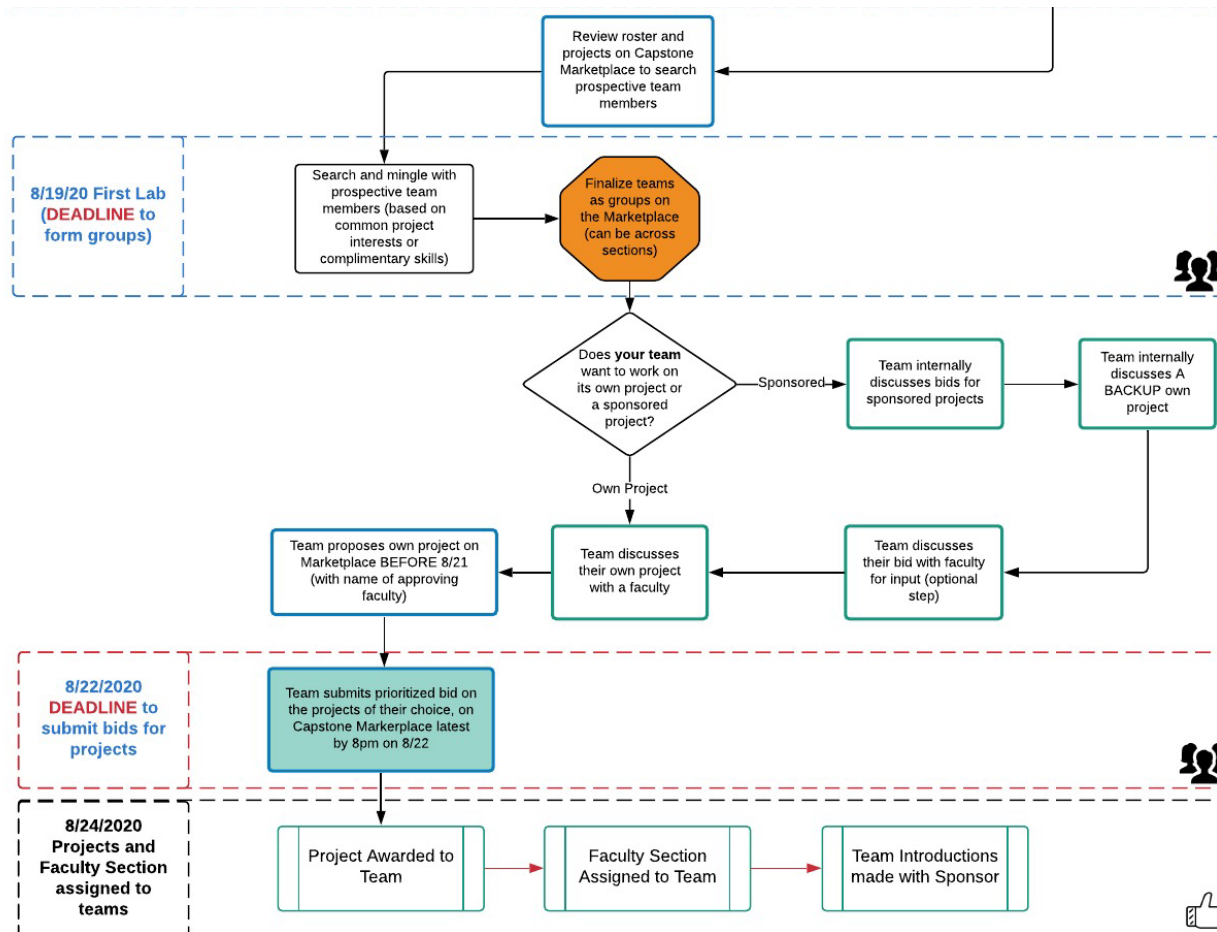 Review roster and
projects on Capstone
Marketplace to search
prospective team
members
8/19/20 First Lab
(DEADLINE to
form groups)
Search and mingle with
prospective team
members (based on
common project
interests or
complimentary skills)
Finalize teams
as groups on
the Marketplace
(can be across
sections)
Does your team
want to work on
its own project or
a sponsored
project?
Sponsored
Team internally
discusses bids for
sponsored projects
Team internally
discusses A
BACKUP own
project
Own Project
Team proposes own project on
Marketplace BEFORE 8/21
(with name of approving
faculty)
Team discusses
their own project
with a faculty
Team discusses
their bid with faculty
for input (optional
step)
8/22/2020
DEADLINE to
submit bids for
projects
Team submits prioritized bid on
the projects of their choice, on
Capstone Markerplace latest
by 8pm on 8/22
8/24/2020
Projects and
Faculty Section
assigned to
teams
Project Awarded to
Team
Faculty Section
Assigned to Team
Team Introductions
made with Sponsor